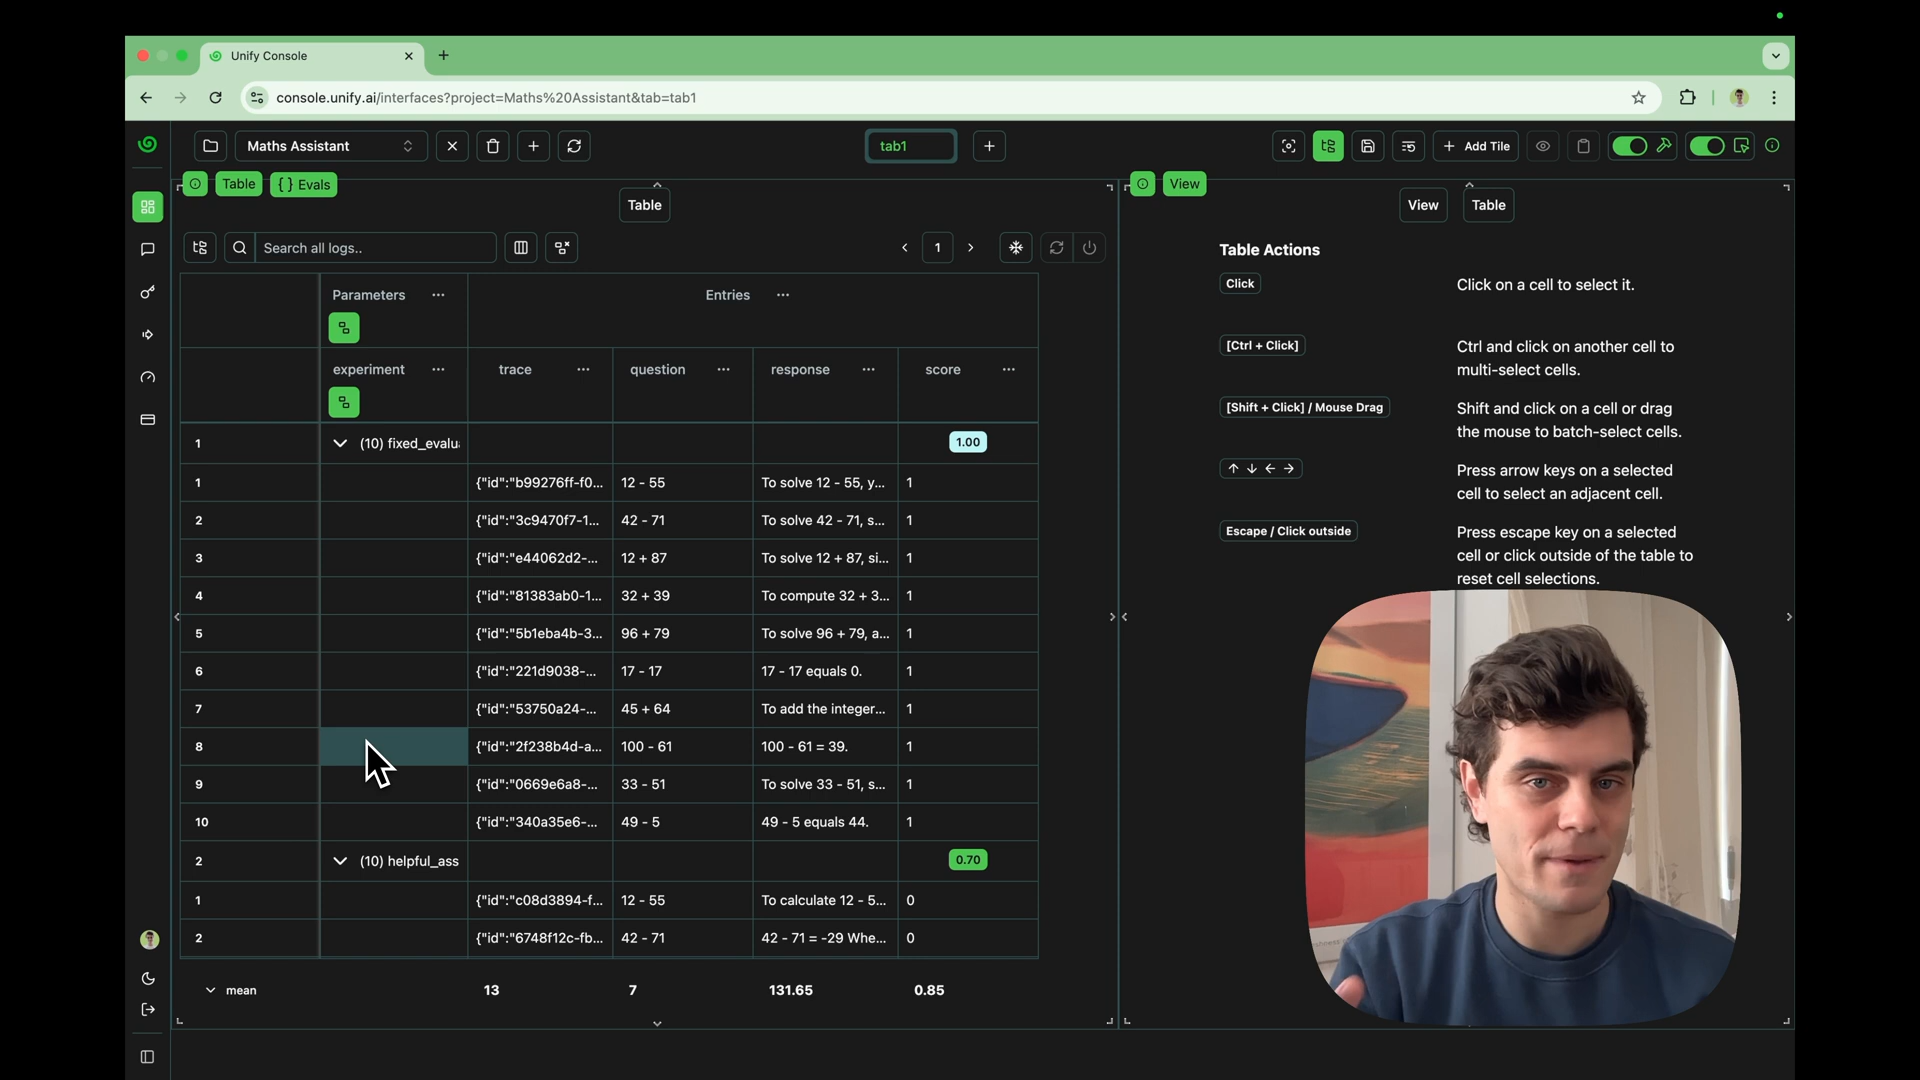 Unify Console
console.unify.ai/interfaces?project=Maths%20Assistant&tab=tab1
Maths Assistant
tab1
Add Tile
Table
{ } Evals
View
Table
View
Table
Search all logs..
1
Parameters
Entries
experiment
trace
question
response
score
1
(10) fixed_evalu
1.00
1
{"id":"b99276ff-f0...
12 - 55
To solve 12 - 55, y...
1
2
{"id":"3c9470f7-1...
42 - 71
To solve 42 - 71, s...
1
3
{"id":"e44062d2-...
12 + 87
To solve 12 + 87, si...
1
4
{"id":"81383ab0-1...
32 + 39
To compute 32 + 3...
1
5
{"id":"5b1eba4b-3...
96 + 79
To solve 96 + 79, a...
1
6
{"id":"221d9038-...
17 - 17
17 - 17 equals 0.
1
7
{"id":"53750a24-...
45 + 64
To add the integer...
1
8
{"id":"2f238b4d-a...
100 - 61
100 - 61 = 39.
1
9
{"id":"0669e6a8-...
33 - 51
To solve 33 - 51, s...
1
10
{"id":"340a35e6-...
49 - 5
49 - 5 equals 44.
1
2
(10) helpful_ass
0.70
1
{"id":"c08d3894-f...
12 - 55
To calculate 12 - 5...
0
2
{"id":"6748f12c-fb...
42 - 71
42 - 71 = -29 Whe...
0
mean
13
7
131.65
0.85
Table Actions
Click
Click on a cell to select it.
[Ctrl + Click]
Ctrl and click on another cell to
multi-select cells.
[Shift + Click] / Mouse Drag
Shift and click on a cell or drag
the mouse to batch-select cells.
↑ ↓ ← →
Press arrow keys on a selected
cell to select an adjacent cell.
Escape / Click outside
Press escape key on a selected
cell or click outside of the table to
reset cell selections.